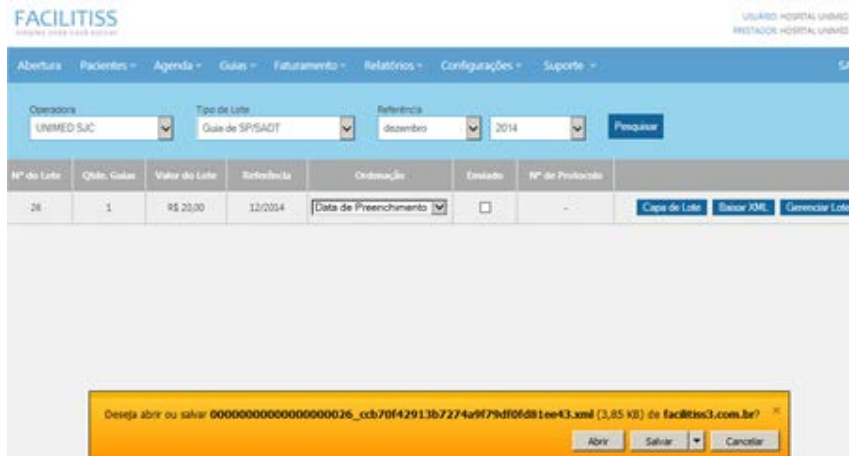 FACILITISS
USUÁRIO: HOSPITAL UNIMED
PRESTADOR: HOSPITAL UNIMED
Abertura Pacientes Agenda Guias Faturamento Relatórios Configurações Suporte SA
Operadora Tipo de Lote Referência
UNIMED SJC Guia de SP/SADT dezembro 2014 Pesquisar
Nº do Lote Qtde. Guias Valor do Lote Referência Ordenação Enviado Nº de Protocolo
26 1 R$ 20,00 12/2014 Data de Preenchimento - Capa de Lote Baixar XML Gerenciar Lote
Deseja abrir ou salvar (3,85 KB) de facilitiss3.com.br?
Abrir Salvar Cancelar